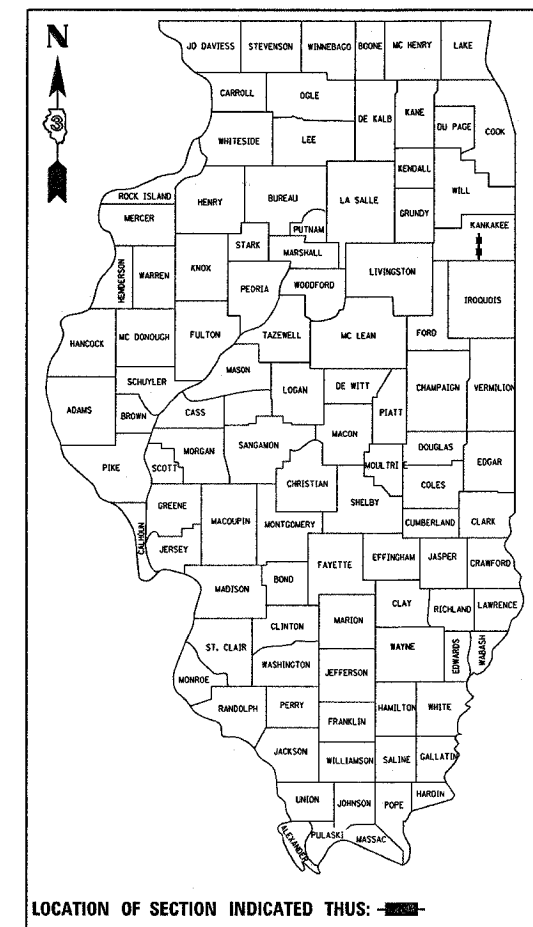 N
JO DAVIESS STEVENSON WINNEBAGO BOONE MC HENRY LAKE
CARROLL OGLE DE KALB KANE DU PAGE COOK
WHITESIDE LEE KENDALL WILL
ROCK ISLAND HENRY BUREAU LA SALLE GRUNDY KANKAKEE
MERCER PUTNAM
STARK MARSHALL
HENDERSON WARREN KNOX PEORIA WOODFORD LIVINGSTON IROQUOIS
HANCOCK MC DONOUGH FULTON TAZEWELL MC LEAN FORD
SCHUYLER MASON LOGAN DE WITT CHAMPAIGN VERMILION
ADAMS BROWN CASS PIATT
MORGAN SANGAMON MACON DOUGLAS
PIKE SCOTT CHRISTIAN MOULTRIE EDGAR
COLES
SHELBY
GREENE MACOUPIN MONTGOMERY CUMBERLAND CLARK
CALHOUN JERSEY FAYETTE EFFINGHAM JASPER CRAWFORD
MADISON BOND
CLAY RICHLAND LAWRENCE
CLINTON MARION
ST. CLAIR WAYNE EDWARDS WABASH
WASHINGTON JEFFERSON
MONROE
RANDOLPH PERRY HAMILTON WHITE
FRANKLIN
JACKSON WILLIAMSON SALINE GALLATIN
UNION JOHNSON POPE HARDIN
ALEXANDER PULASKI MASSAC
LOCATION OF SECTION INDICATED THUS: